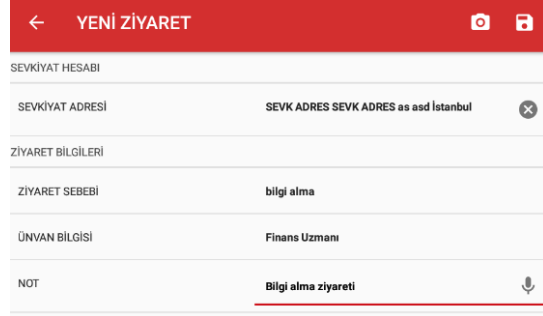 YENİ ZİYARET
SEVKİYAT HESABI
SEVKİYAT ADRESİ SEVK ADRES SEVK ADRES as asd İstanbul
ZİYARET BİLGİLERİ
ZİYARET SEBEBİ bilgi alma
ÜNVAN BİLGİSİ Finans Uzmanı
NOT Bilgi alma ziyareti